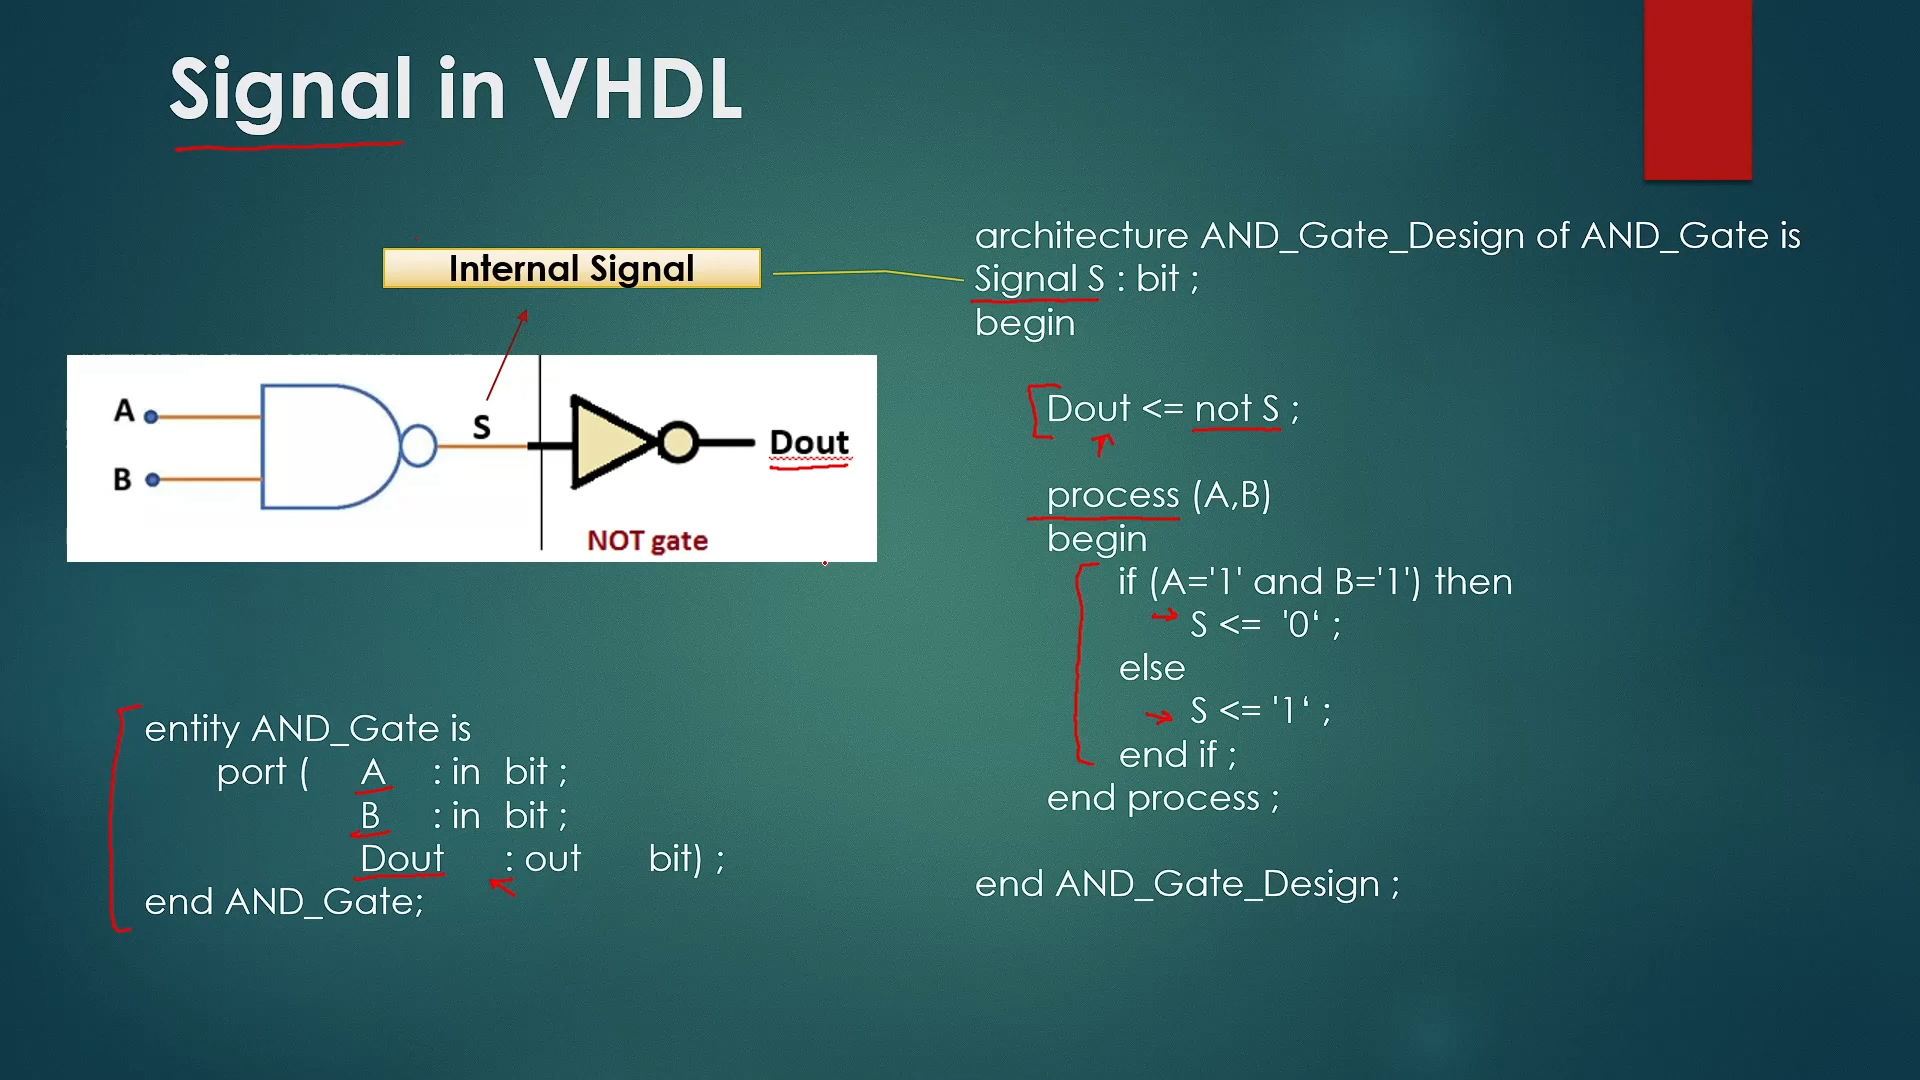 Signal in VHDL
Internal Signal
A
B
S
Dout
NOT gate
entity AND_Gate is
port ( A : in bit ;
B : in bit ;
Dout : out bit) ;
end AND_Gate;
architecture AND_Gate_Design of AND_Gate is
Signal S : bit ;
begin
Dout <= not S ;
process (A,B)
begin
if (A='1' and B='1') then
S <= '0‘ ;
else
S <= '1‘ ;
end if ;
end process ;
end AND_Gate_Design ;